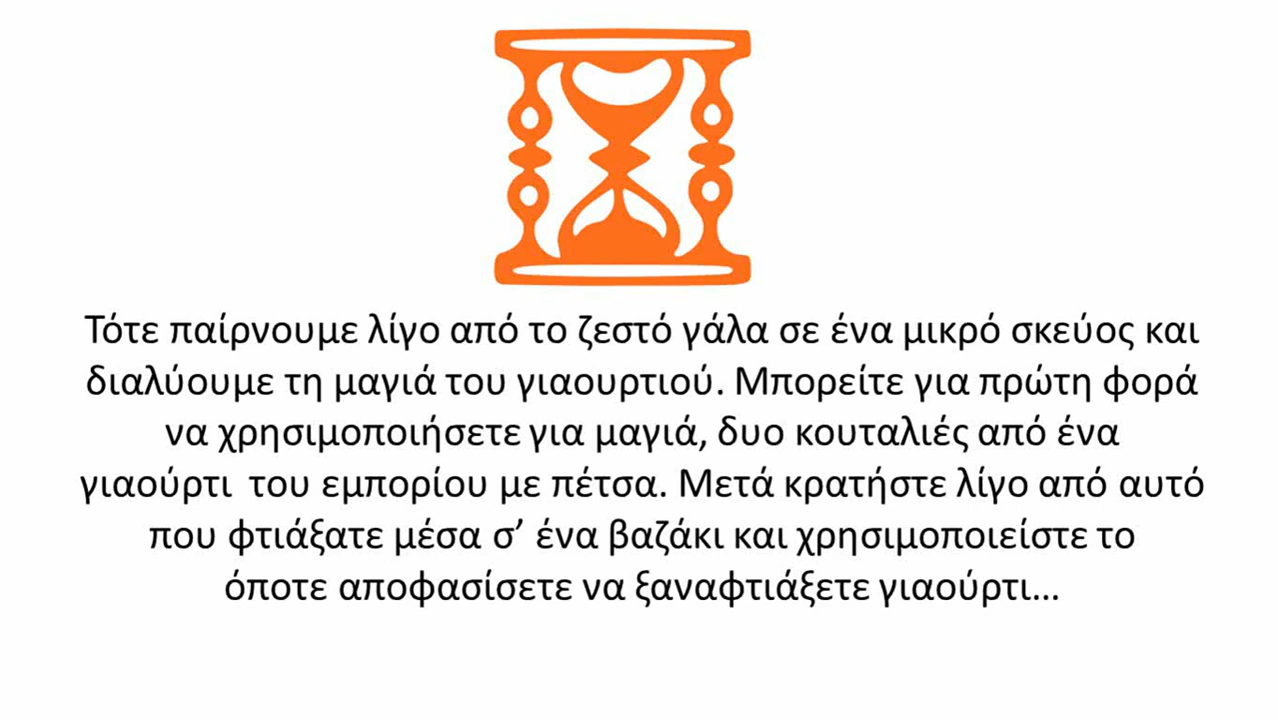 Τότε παίρνουμε λίγο από το ζεστό γάλα σε ένα μικρό σκεύος και
διαλύουμε τη μαγιά του γιαουρτιού. Μπορείτε για πρώτη φορά
να χρησιμοποιήσετε για μαγιά, δυο κουταλιές από ένα
γιαούρτι του εμπορίου με πέτσα. Μετά κρατήστε λίγο από αυτό
που φτιάξατε μέσα σ’ ένα βαζάκι και χρησιμοποιείστε το
όποτε αποφασίσετε να ξαναφτιάξετε γιαούρτι...